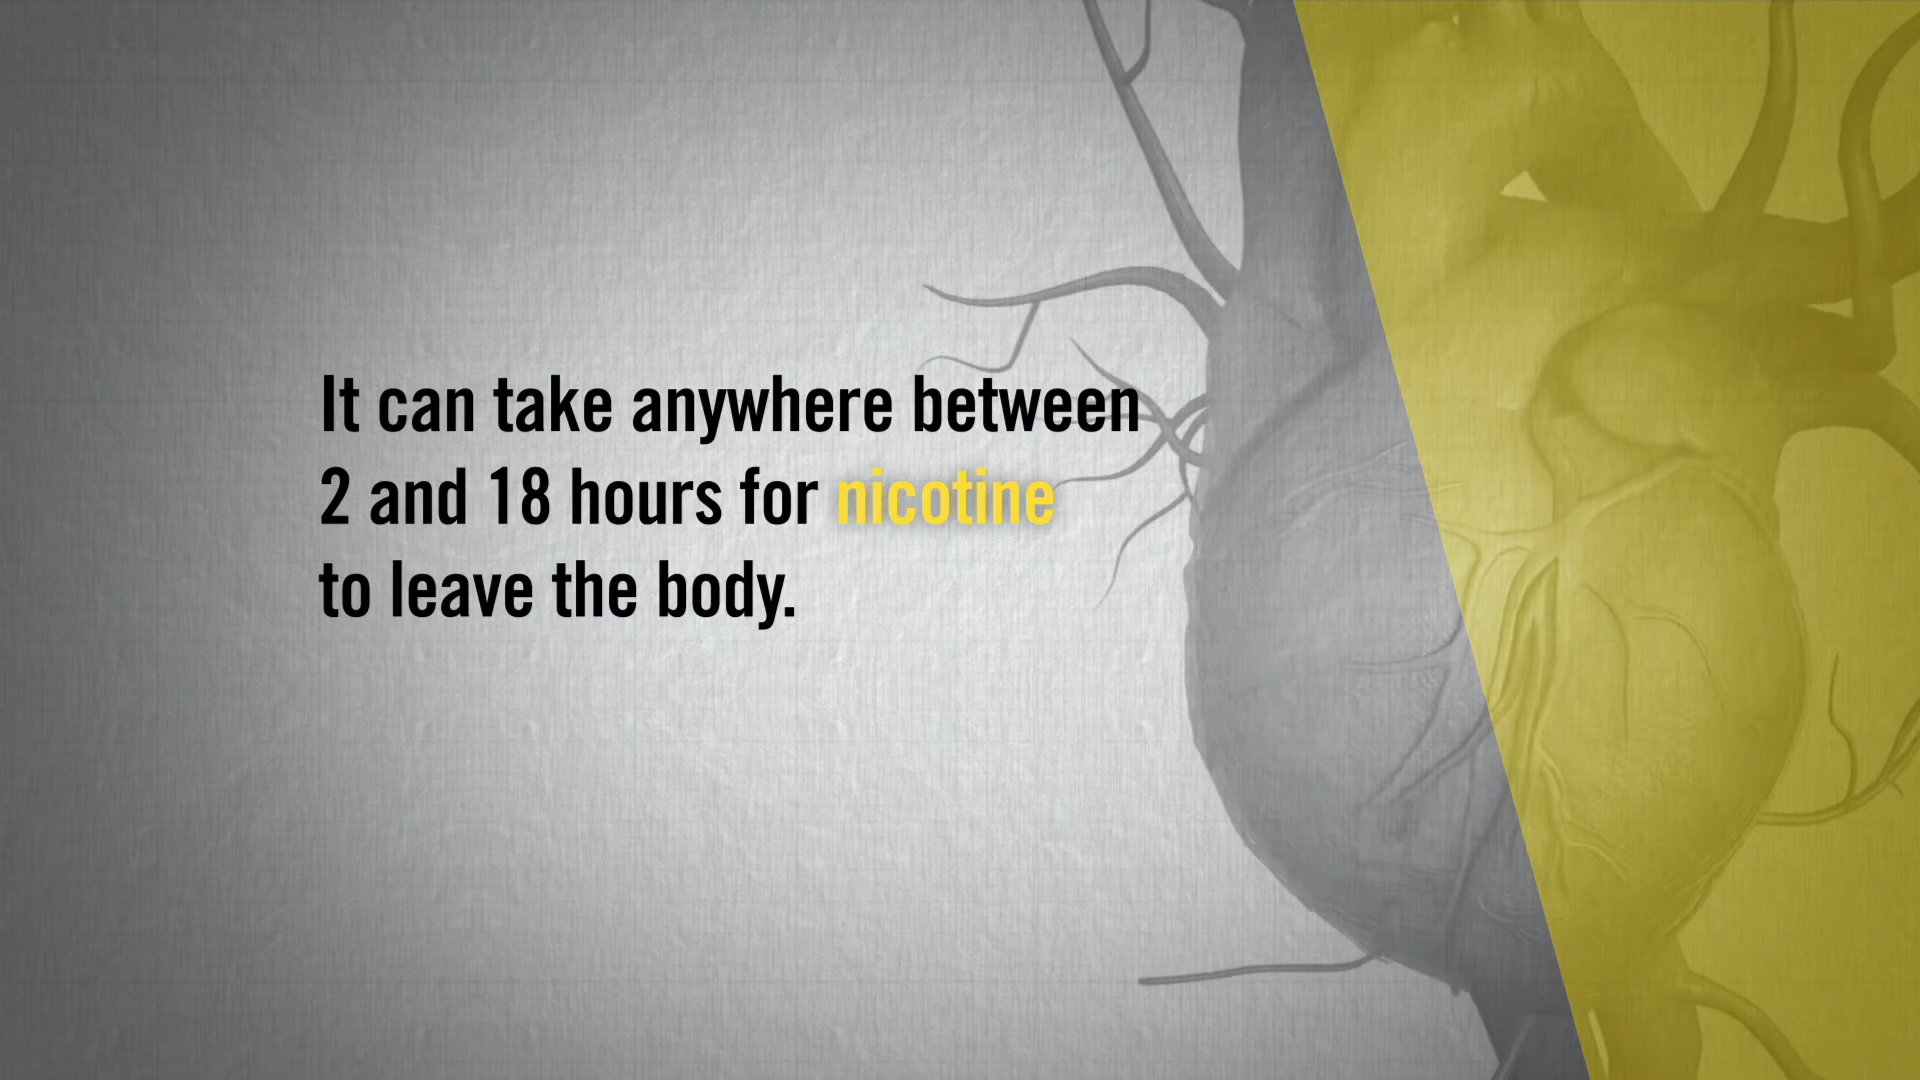 It can take anywhere between
2 and 18 hours for nicotine
to leave the body.